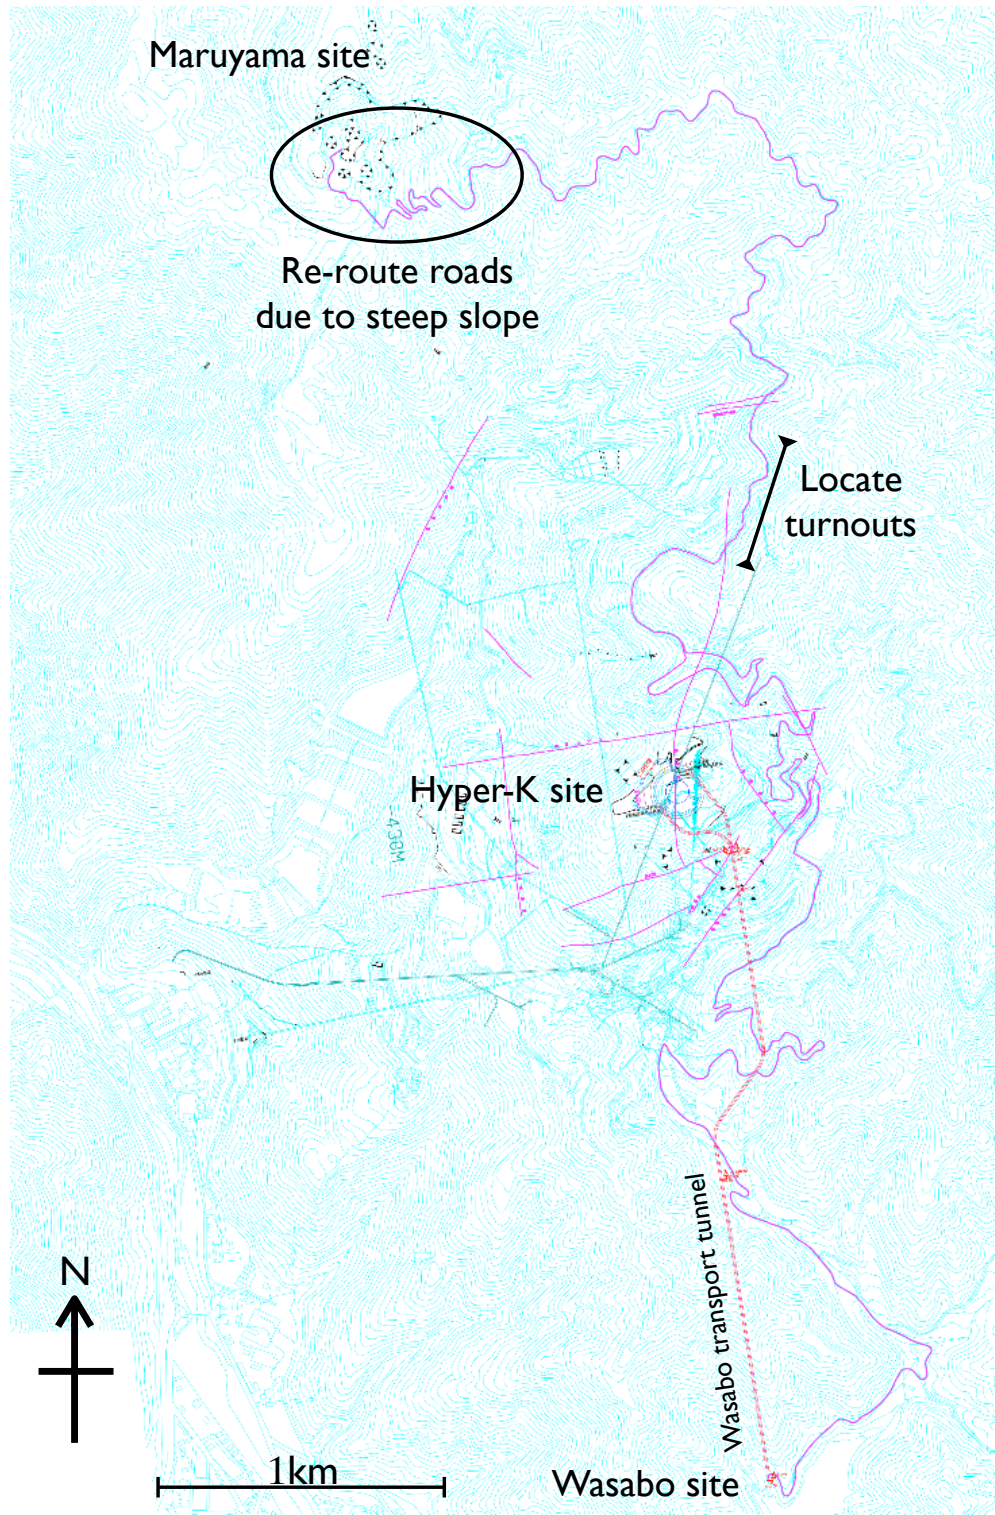 Maruyama site
Re-route roads
due to steep slope
Locate
turnouts
Hyper-K site
-430M
Wasabo transport tunnel
N
1km
Wasabo site